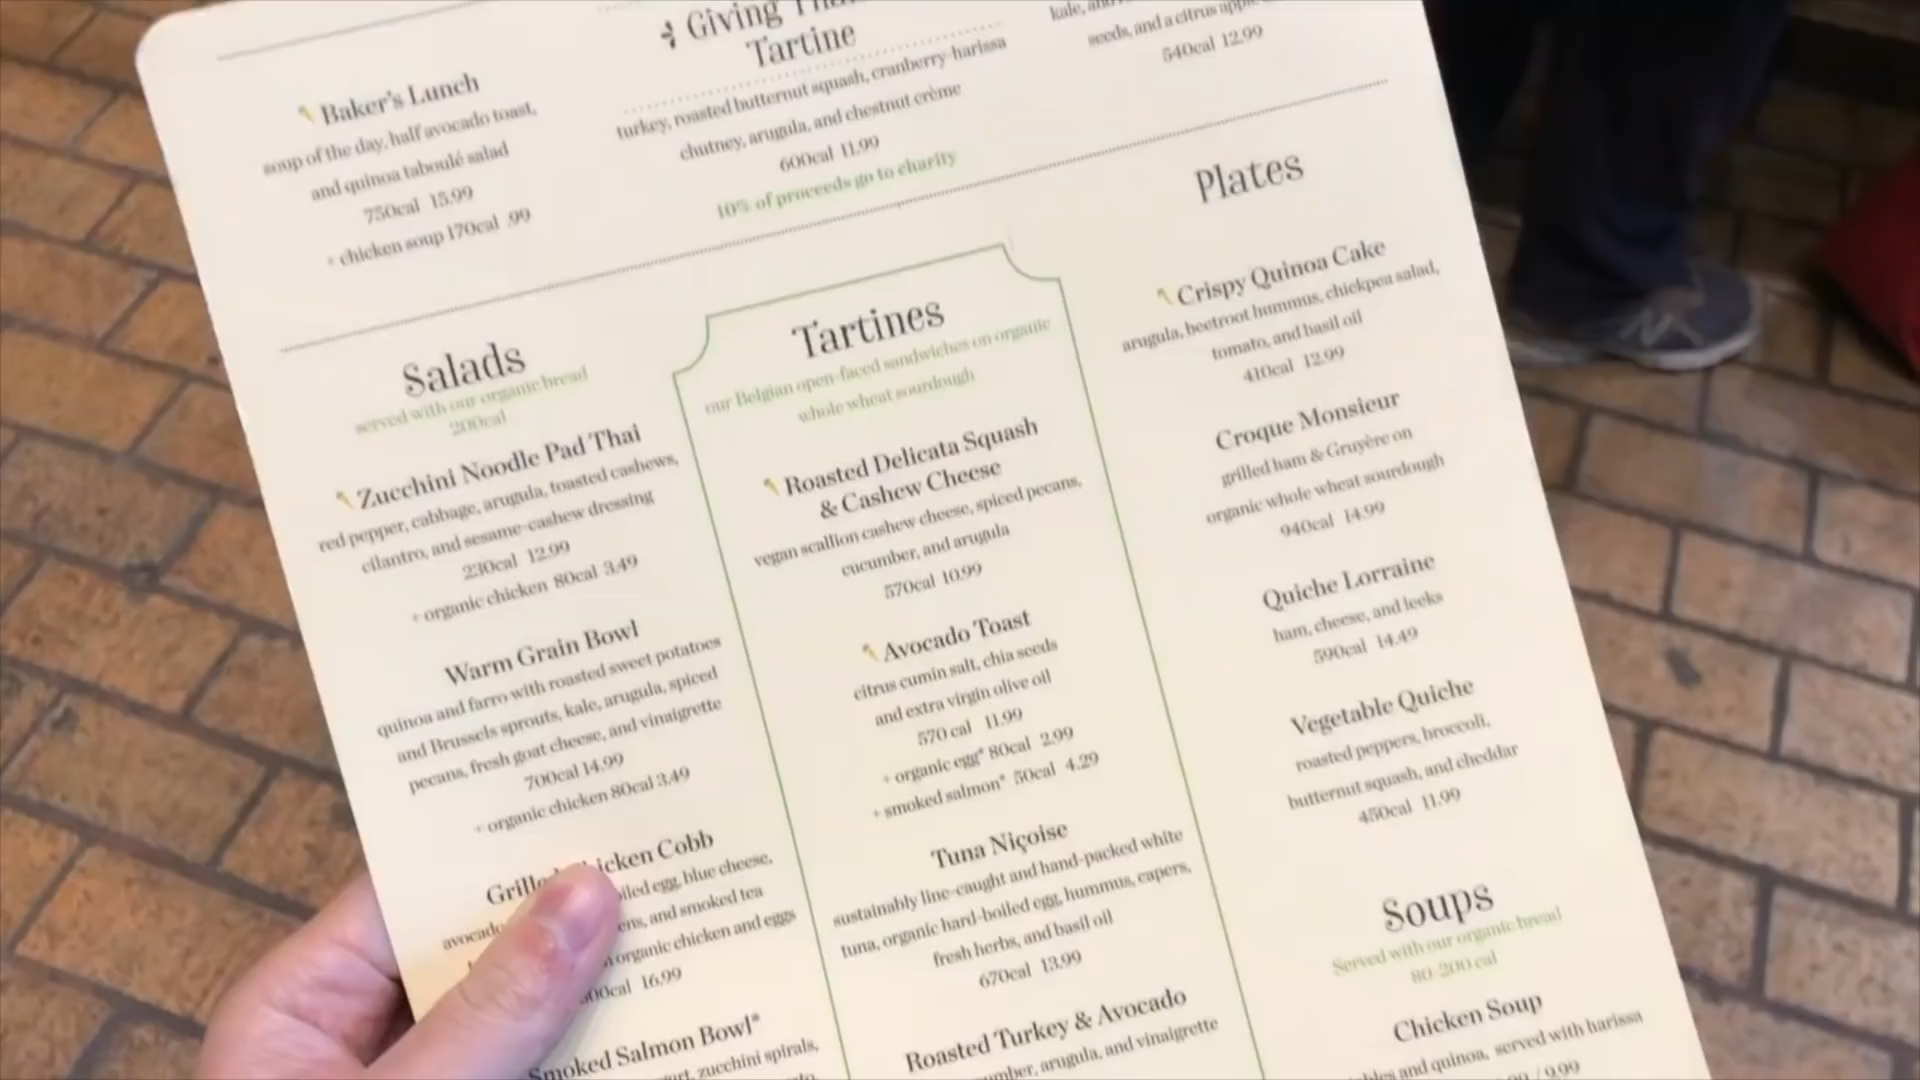 Baker's Lunch
soup of the day, half avocado toast,
and quinoa taboulé salad
750cal 15.99
+ chicken soup 170cal .99
Giving
Tartine
turkey, roasted butternut squash, cranberry-harissa
chutney, arugula, and chestnut crème
600cal 11.99
10% of proceeds go to charity
kale, and
seeds, and a citrus
540cal 12.99
Salads
served with our organic bread
200cal
Zucchini Noodle Pad Thai
red pepper, cabbage, arugula, toasted cashews,
cilantro, and sesame-cashew dressing
230cal 12.99
+ organic chicken 80cal 3.49
Warm Grain Bowl
quinoa and farro with roasted sweet potatoes
and Brussels sprouts, kale, arugula, spiced
pecans, fresh goat cheese, and vinaigrette
700cal 14.99
+ organic chicken 80cal 3.49
Cobb
egg, blue cheese,
avocado
and smoked tea
organic chicken and eggs
16.99
Smoked Salmon Bowl*
zucchini spirals,
Tartines
our Belgian open-faced sandwiches on organic
whole wheat sourdough
Roasted Delicata Squash
& Cashew Cheese
vegan scallion cashew cheese, spiced pecans,
cucumber, and arugula
570cal 10.99
Avocado Toast
citrus cumin salt, chia seeds
and extra virgin olive oil
570 cal 11.99
+ organic egg* 80cal 2.99
+ smoked salmon* 50cal 4.29
Tuna Niçoise
sustainably line-caught and hand-packed white
tuna, organic hard-boiled egg, hummus, capers,
fresh herbs, and basil oil
670cal 13.99
Roasted Turkey & Avocado
arugula, and vinaigrette
Plates
Crispy Quinoa Cake
arugula, beetroot hummus, chickpea salad,
tomato, and basil oil
410cal 12.99
Croque Monsieur
grilled ham & Gruyère on
organic whole wheat sourdough
940cal 14.99
Quiche Lorraine
ham, cheese, and leeks
590cal 14.49
Vegetable Quiche
roasted peppers, broccoli,
butternut squash, and cheddar
450cal 11.99
Soups
Served with our organic bread
80-200 cal
Chicken Soup
and quinoa, served with harissa
/ 9.99